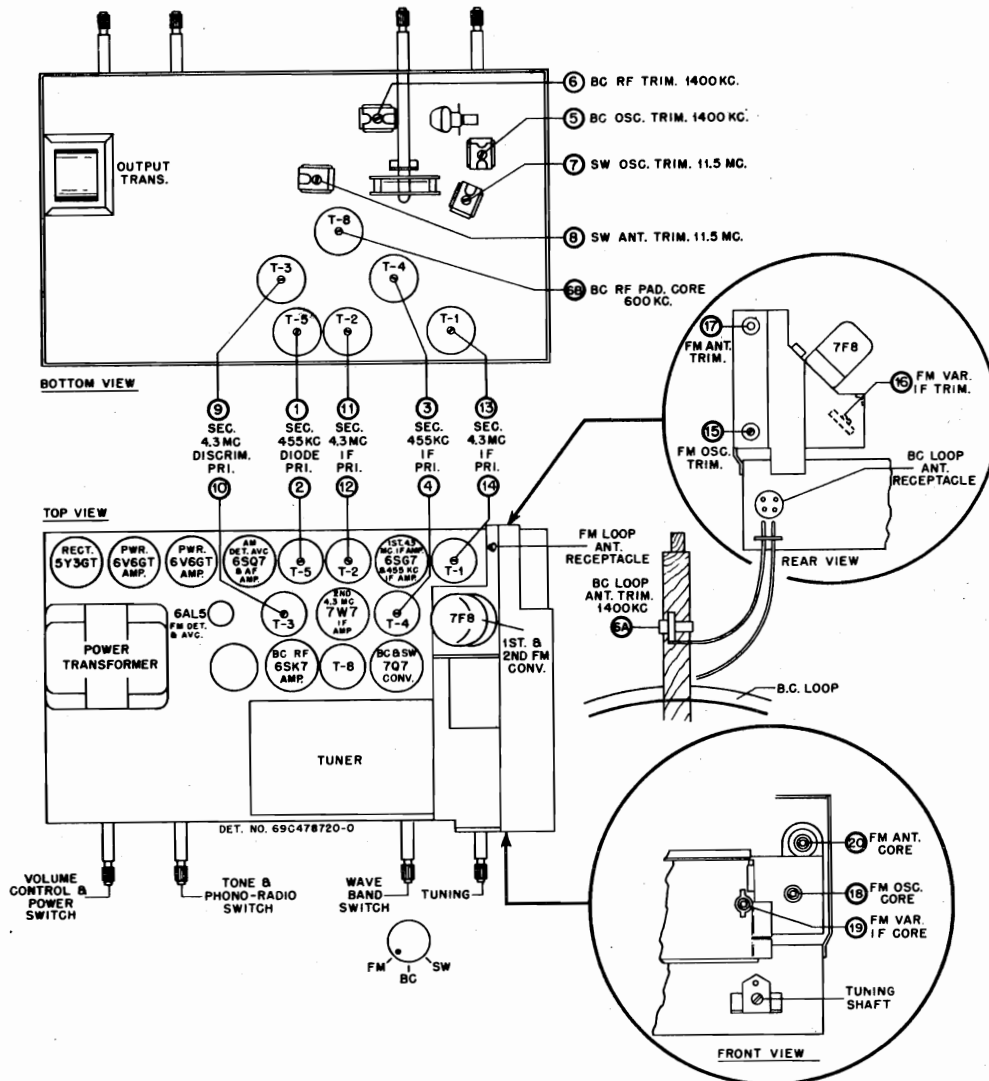 6 BC RF TRIM. 1400 KC.
5 BC OSC. TRIM. 1400 KC.
7 SW OSC. TRIM. 11.5 MC.
8 SW ANT. TRIM. 11.5 MC.
6B BC RF PAD. CORE
600 KC.
OUTPUT
TRANS.
T-8
T-3
T-4
T-5
T-2
T-1
BOTTOM VIEW
9
SEC.
4.3 MC
DISCRIM.
PRI.
10
1
SEC.
455KC
DIODE
PRI.
2
11
SEC.
4.3 MC
IF
PRI.
12
3
SEC.
455KC
IF
PRI.
4
13
SEC.
4.3 MC
IF
PRI.
14
17
FM ANT.
TRIM.
7F8
16 FM VAR.
IF TRIM.
15
FM OSC.
TRIM.
BC LOOP
ANT.
RECEPTACLE
REAR VIEW
TOP VIEW
RECT.
5Y3GT
PWR.
6V6GT
AMP.
PWR.
6V6GT
AMP.
AM
DET. AVC
6SQ7
& AF
AMP.
T-5
T-2
1ST. 4.3
MC. IF AMP.
6SG7
& 455 KC
IF AMP.
T-1
FM LOOP
ANT.
RECEPTACLE
6AL5
FM DET.
& AVC.
T-3
2ND
4.3 MC
7W7
IF
AMP
T-4
7F8
1ST. &
2ND FM
CONV.
BC LOOP
ANT. TRIM.
1400KC
6A
POWER
TRANSFORMER
BC RF
6SK7
AMP.
T-8
BC & SW
7Q7
CONV.
B.C. LOOP
TUNER
DET. NO. 69C478720-0
VOLUME
CONTROL &
POWER
SWITCH
TONE &
PHONO-RADIO
SWITCH
WAVE
BAND
SWITCH
TUNING
FM
BC
SW
20 FM ANT.
CORE
18 FM OSC.
CORE
19 FM VAR.
IF CORE
TUNING
SHAFT
FRONT VIEW